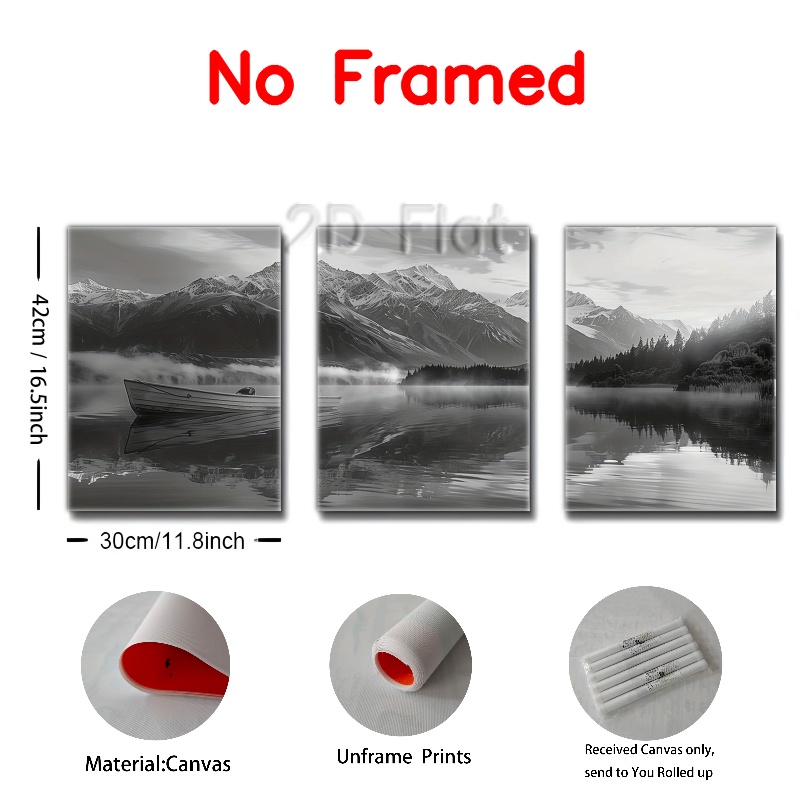 No Framed
2D Flat
42cm / 16.5inch
30cm/11.8inch
Material:Canvas
Unframe Prints
Received Canvas only,
send to You Rolled up